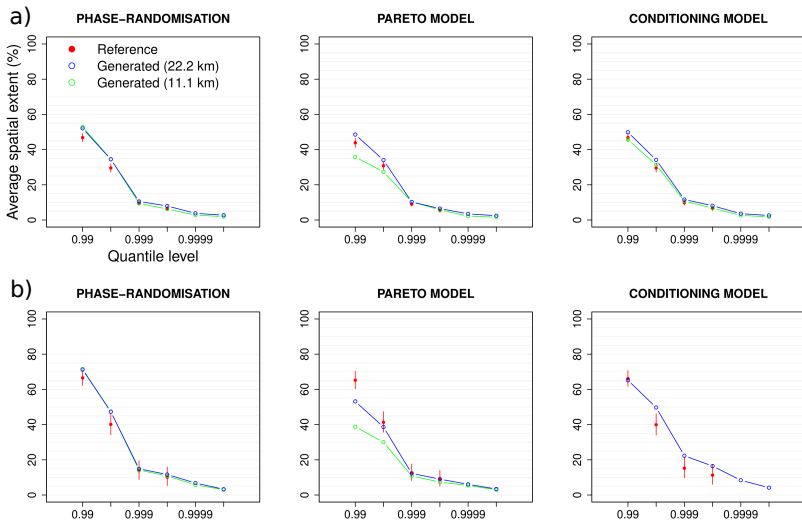 a)
PHASE−RANDOMISATION
PARETO MODEL
CONDITIONING MODEL
Average spatial extent (%)
0 20 40 60 80 100
Reference
Generated (22.2 km)
Generated (11.1 km)
0.99 0.999 0.9999
Quantile level
0 20 40 60 80 100
0.99 0.999 0.9999
0 20 40 60 80 100
0.99 0.999 0.9999
b)
PHASE−RANDOMISATION
PARETO MODEL
CONDITIONING MODEL
0 20 40 60 80 100
0.99 0.999 0.9999
0 20 40 60 80 100
0.99 0.999 0.9999
0 20 40 60 80 100
0.99 0.999 0.9999